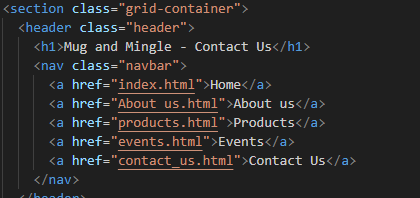 <section class="grid-container">
<header class="header">
<h1>Mug and Mingle - Contact Us</h1>
<nav class="navbar">
<a href="index.html">Home</a>
<a href="About us.html">About us</a>
<a href="products.html">Products</a>
<a href="events.html">Events</a>
<a href="contact_us.html">Contact Us</a>
</nav>
</header>